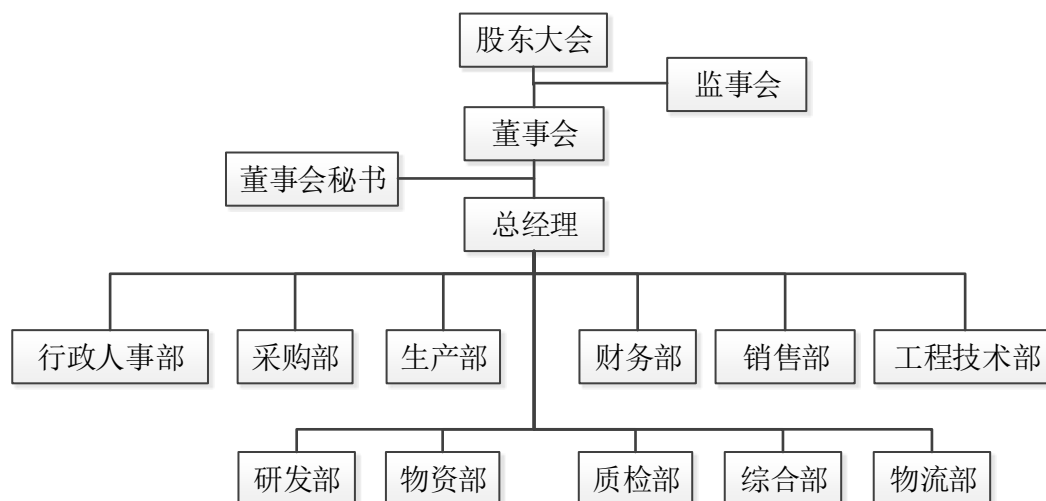 股东大会
监事会
董事会
董事会秘书
总经理
行政人事部
采购部
生产部
财务部
销售部
工程技术部
研发部
物资部
质检部
综合部
物流部